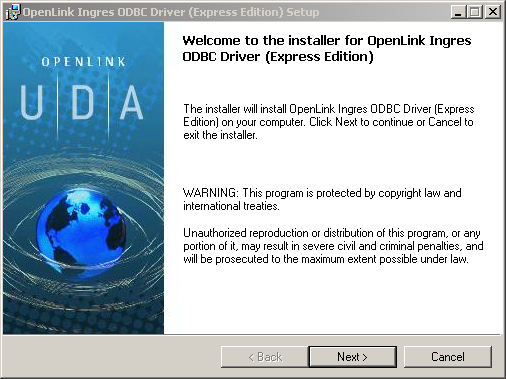 OpenLink Ingres ODBC Driver (Express Edition) Setup
OPENLINK
UDA
Welcome to the installer for OpenLink Ingres
ODBC Driver (Express Edition)
The installer will install OpenLink Ingres ODBC Driver (Express
Edition) on your computer. Click Next to continue or Cancel to
exit the installer.
WARNING: This program is protected by copyright law and
international treaties.
Unauthorized reproduction or distribution of this program, or any
portion of it, may result in severe civil and criminal penalties, and
will be prosecuted to the maximum extent possible under law.
< Back
Next >
Cancel